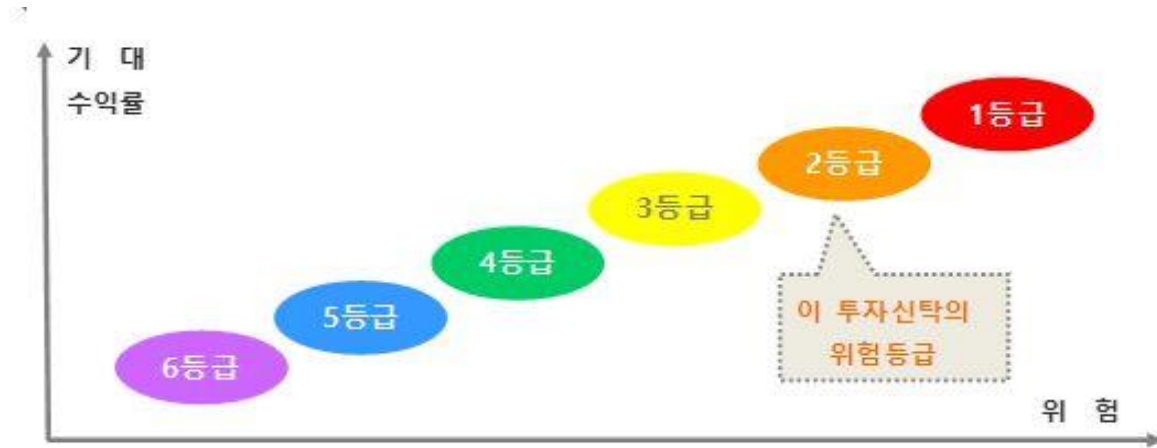 기 대
수익률
1등급
2등급
3등급
4등급
5등급
6등급
이 투자신탁의
위험등급
위 험